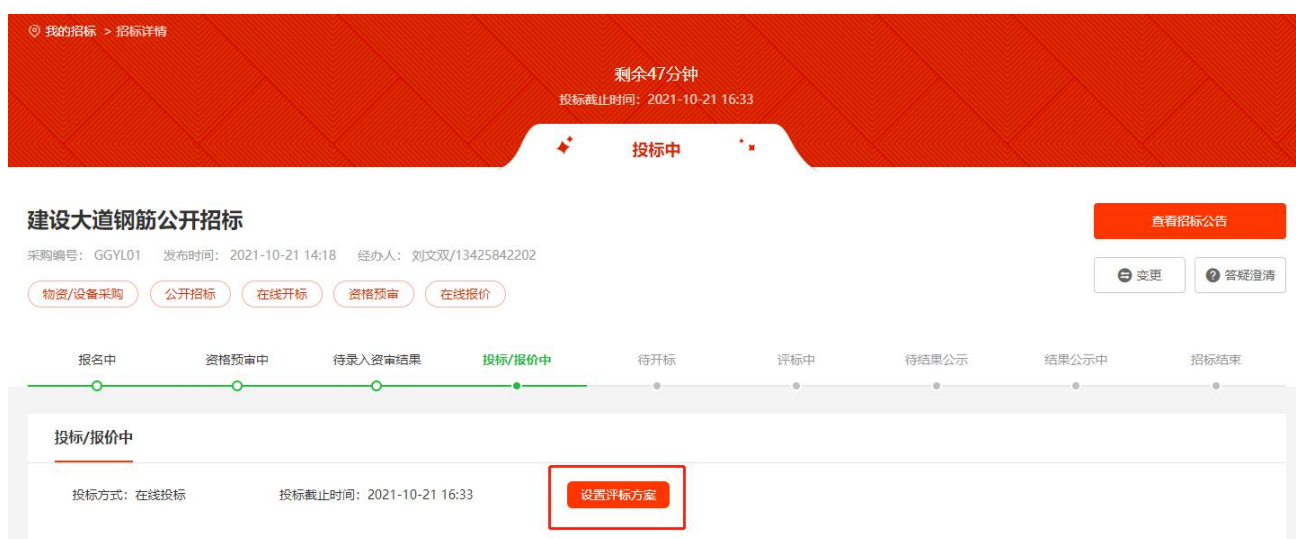 我的招标 > 招标详情
剩余47分钟
投标截止时间：2021-10-21 16:33
投标中
建设大道钢筋公开招标
查看招标公告
采购编号：GGYL01 发布时间：2021-10-21 14:18 经办人：刘文双/13425842202
变更 答疑澄清
物资/设备采购 公开招标 在线开标 资格预审 在线报价
报名中 资格预审中 待录入资审结果 投标/报价中 待开标 评标中 待结果公示 结果公示中 招标结束
投标/报价中
投标方式：在线投标 投标截止时间：2021-10-21 16:33 设置评标方案